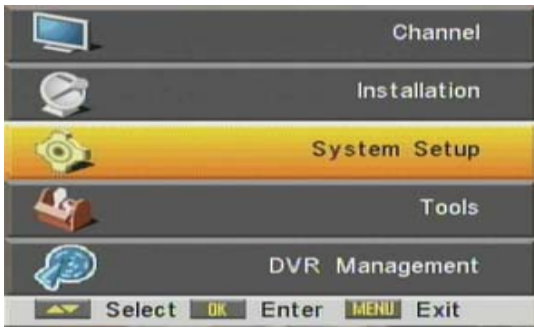 Channel
Installation
System Setup
Tools
DVR Management
Select OK Enter MENU Exit